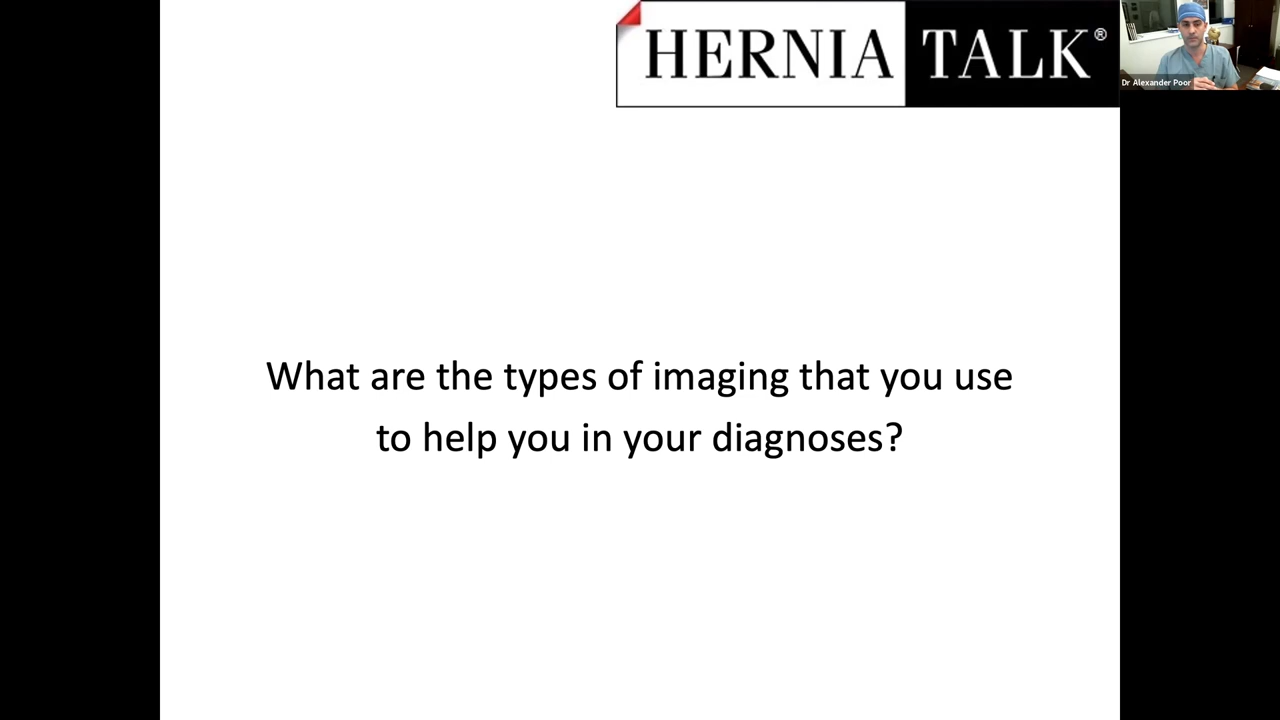 HERNIA TALK®
Dr Alexander Poor
What are the types of imaging that you use
to help you in your diagnoses?